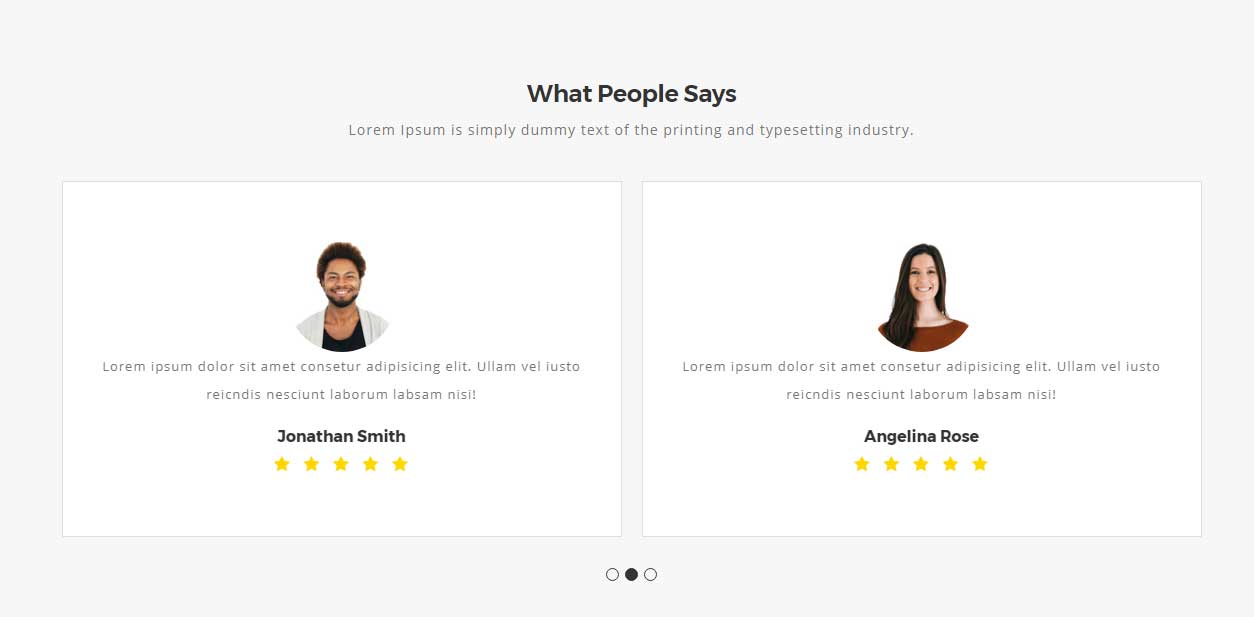 What People Says
Lorem Ipsum is simply dummy text of the printing and typesetting industry.
Lorem ipsum dolor sit amet consetur adipisicing elit. Ullam vel iusto
reicndis nesciunt laborum labsam nisi!
Jonathan Smith
Lorem ipsum dolor sit amet consetur adipisicing elit. Ullam vel iusto
reicndis nesciunt laborum labsam nisi!
Angelina Rose